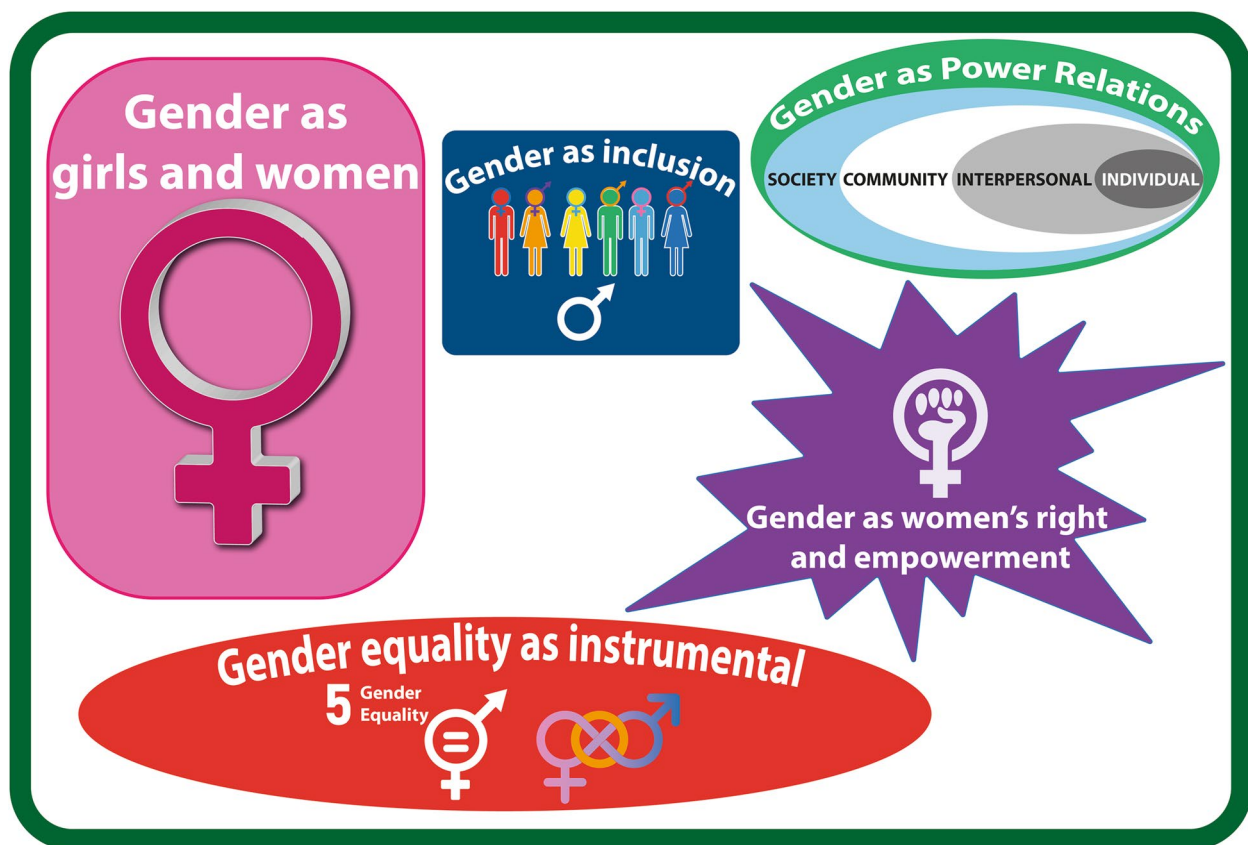 Gender as
girls and women
Gender as inclusion
Gender as Power Relations
SOCIETY COMMUNITY INTERPERSONAL INDIVIDUAL
Gender as women's right
and empowerment
Gender equality as instrumental
5 Gender
Equality